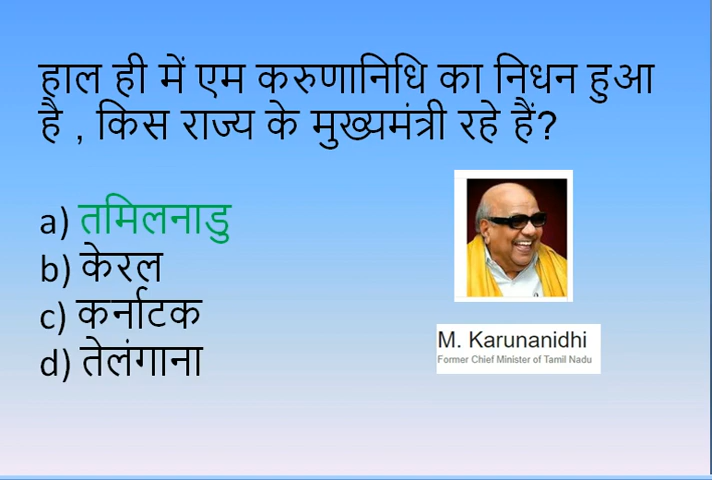 हाल ही में एम करुणानिधि का निधन हुआ
है , किस राज्य के मुख्यमंत्री रहे हैं?
a) तमिलनाडु
b) केरल
c) कर्नाटक
d) तेलंगाना
M. Karunanidhi
Former Chief Minister of Tamil Nadu